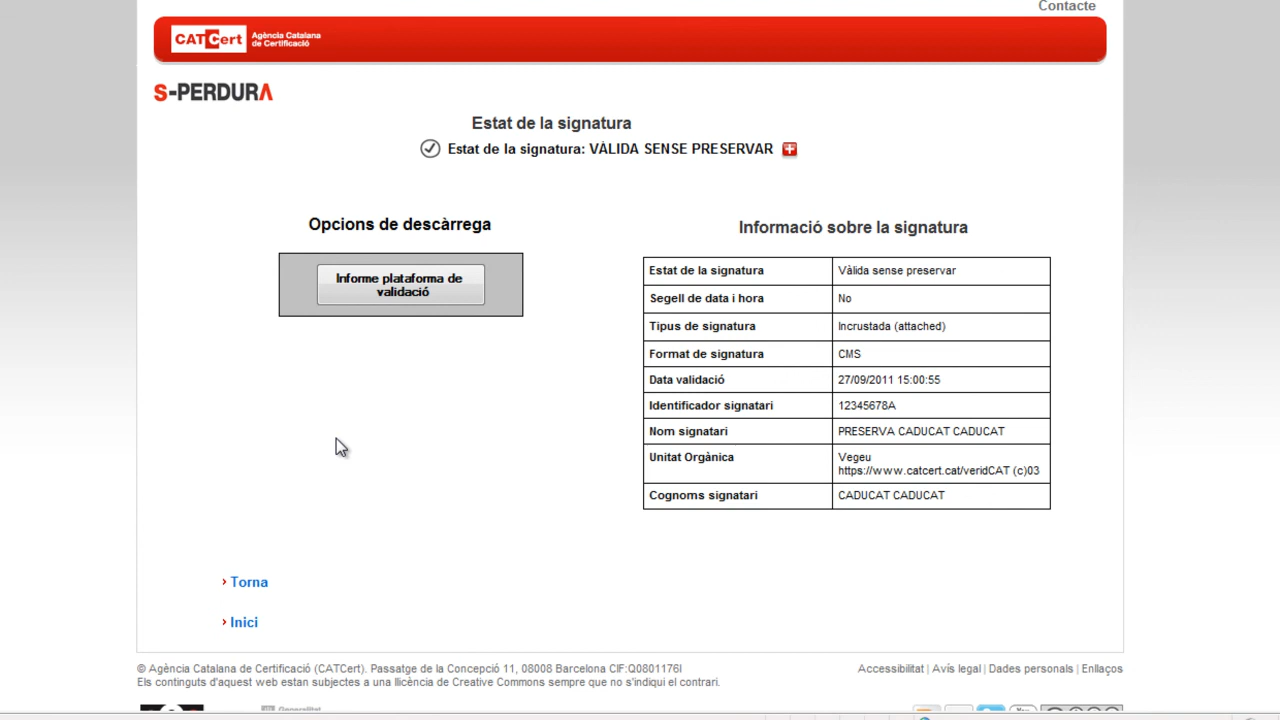 Contacte
CATCert Agència Catalana
de Certificació
S-PERDURA
Estat de la signatura
Estat de la signatura: VÀLIDA SENSE PRESERVAR
Opcions de descàrrega
Informe plataforma de
validació
Informació sobre la signatura
Estat de la signatura Vàlida sense preservar
Segell de data i hora No
Tipus de signatura Incrustada (attached)
Format de signatura CMS
Data validació 27/09/2011 15:00:55
Identificador signatari 12345678A
Nom signatari PRESERVA CADUCAT CADUCAT
Unitat Orgànica Vegeu
https://www.catcert.cat/veridCAT (c)03
Cognoms signatari CADUCAT CADUCAT
› Torna
› Inici
© Agència Catalana de Certificació (CATCert). Passatge de la Concepció 11, 08008 Barcelona CIF:Q0801176I
Accessibilitat | Avís legal | Dades personals | Enllaços
Els continguts d'aquest web estan subjectes a una llicència de Creative Commons sempre que no s'indiqui el contrari.